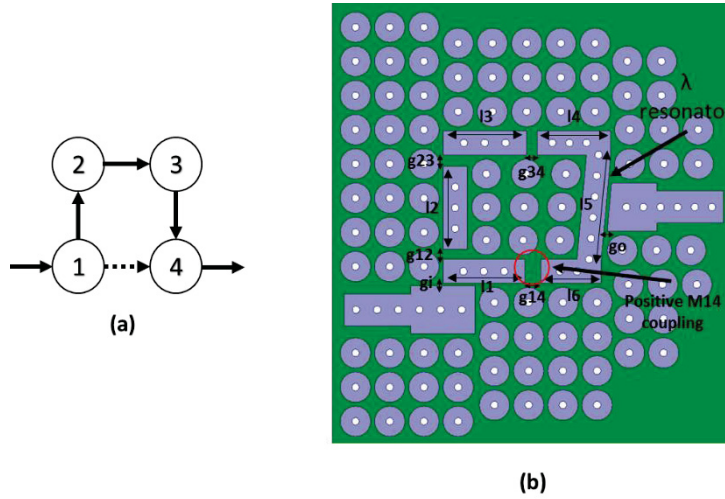 2
3
1
4
(a)
λ
resonato
l3
l4
g23
g34
l2
l5
g12
go
gi
l1
g14
l6
Positive M14
coupling
(b)